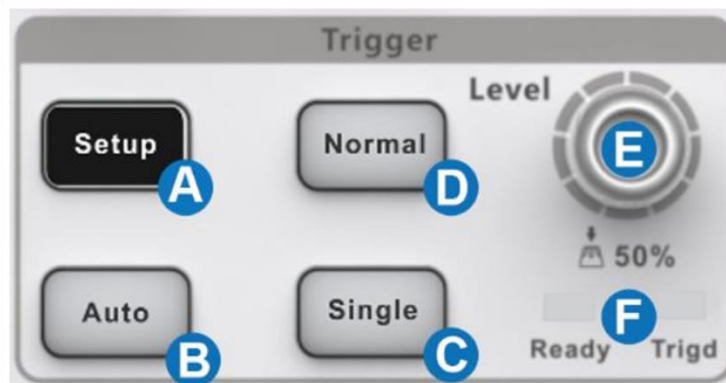 Trigger
Level
Setup
A
Normal
D
E
50%
Auto
B
Single
C
F
Ready
Trigd